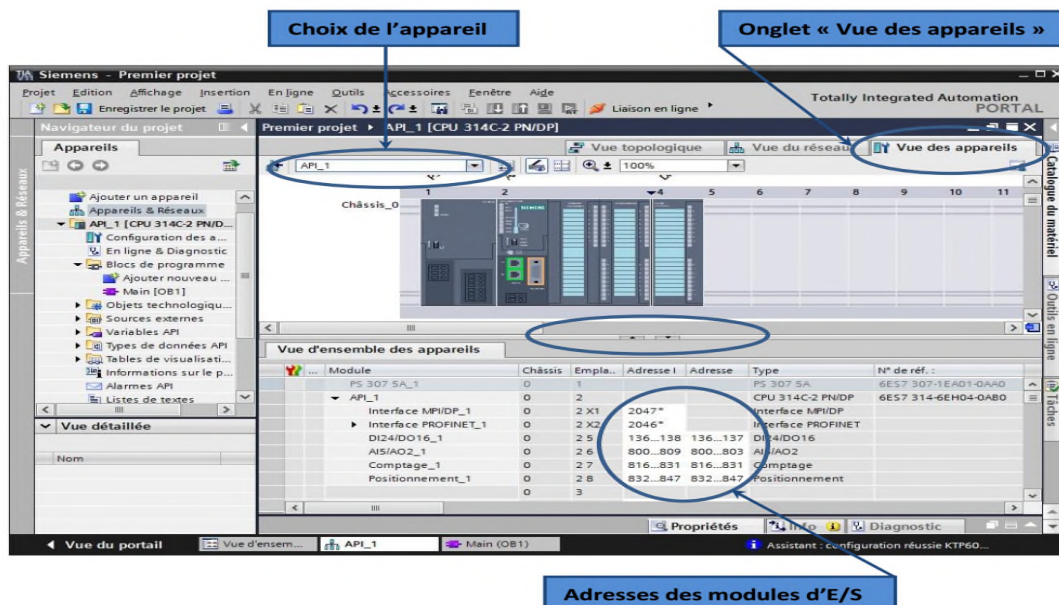 Choix de l'appareil
Onglet « Vue des appareils »
Siemens - Premier projet
Projet Edition Affichage Insertion En ligne Outils Accessoires Fenêtre Aide
Totally Integrated Automation
PORTAL
Enregistrer le projet
Liaison en ligne
Navigateur du projet
Premier projet ▸ API_1 [CPU 314C-2 PN/DP]
Appareils
Vue topologique
Vue du réseau
Vue des appareils
API_1
100%
1 2 4 5 6 7 8 9 10 11
Châssis_0
SIEMENS
Ajouter un appareil
Appareils & Réseaux
API_1 [CPU 314C-2 PN/D...
Configuration des a...
En ligne & Diagnostic
Blocs de programme
Ajouter nouveau ...
Main [OB1]
Objets technologiqu...
Sources externes
Variables API
Types de données API
Tables de visualisati...
Informations sur le p...
Alarmes API
Listes de textes
Vue détaillée
Nom
Appareils & Réseaux
Catalogue du matériel
Outils en ligne
Tâches
Vue d'ensemble des appareils
... Module Châssis Empla.. Adresse I Adresse Type N° de réf. :
PS 307 5A_1 0 1 PS 307 5A 6ES7 307-1EA01-0AA0
API_1 0 2 CPU 314C-2 PN/DP 6ES7 314-6EH04-0AB0
Interface MPI/DP_1 0 2 X1 2047* Interface MPI/DP
Interface PROFINET_1 0 2 X2 2046* Interface PROFINET
DI24/DO16_1 0 2 5 136...138 136...137 DI24/DO16
AI5/AO2_1 0 2 6 800...809 800...803 AI5/AO2
Comptage_1 0 2 7 816...831 816...831 Comptage
Positionnement_1 0 2 8 832...847 832...847 Positionnement
0 3
Propriétés
Info
Diagnostic
Vue du portail
Vue d'ensem...
API_1
Main (OB1)
Assistant : configuration réussie KTP60...
Adresses des modules d'E/S